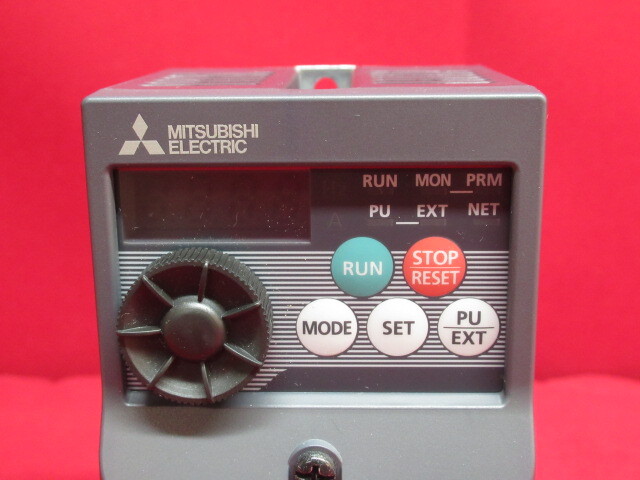 MITSUBISHI
ELECTRIC
RUN MON PRM
PU EXT NET
RUN
STOP
RESET
MODE
SET
PU
EXT